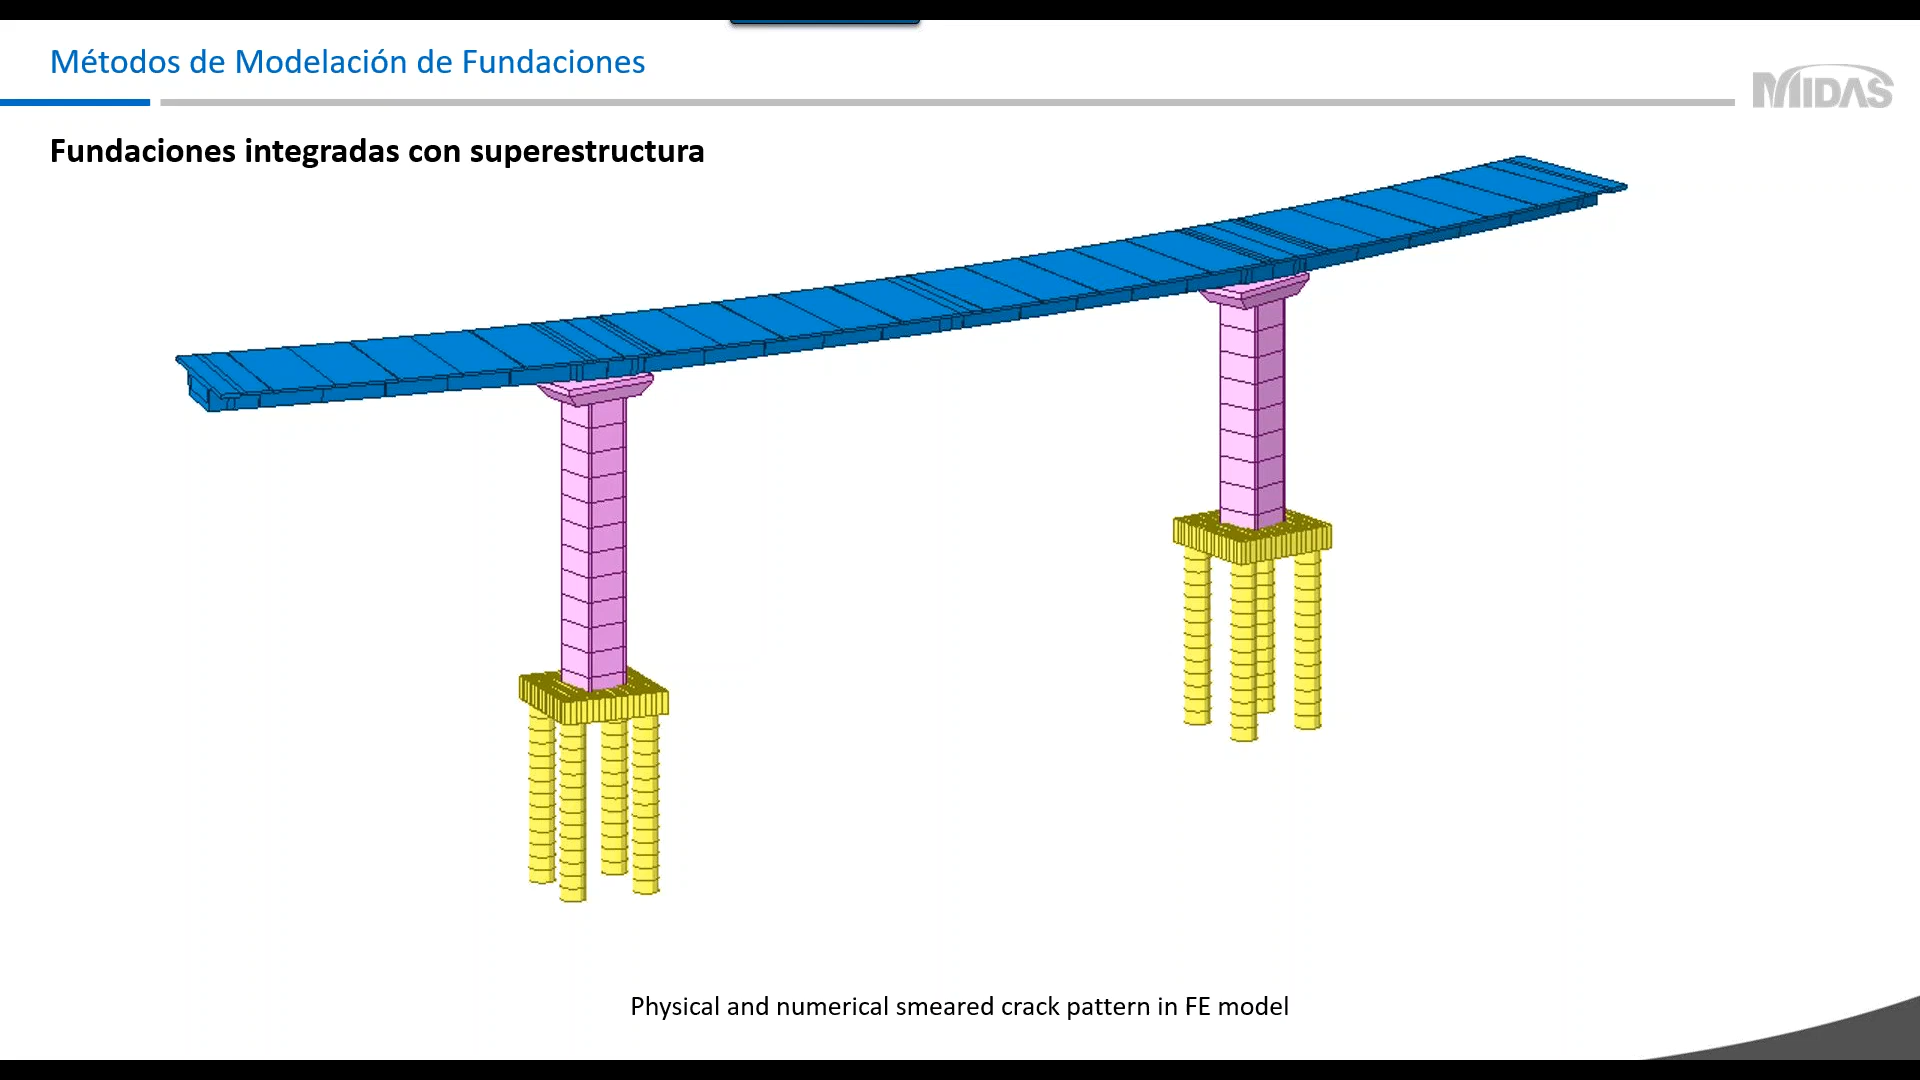 Métodos de Modelación de Fundaciones
MIDAS
Fundaciones integradas con superestructura
Physical and numerical smeared crack pattern in FE model